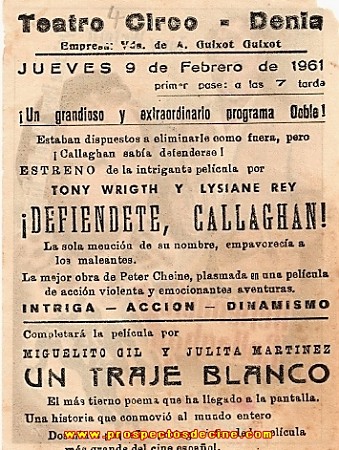 Teatro Circo - Denia
Empresa: Vds. de A. Guixot Guixot
JUEVES 9 de Febrero de 1961
primer pase: a las 7 tarde
¡Un grandioso y extraordinario programa Doble!
Estaban dispuestos a eliminarle como fuera, pero
¡Callaghan sabía defenderse!
ESTRENO de la intrigante película por
TONY WRIGTH Y LYSIANE REY
¡DEFIENDETE, CALLAGHAN!
La sola mención de su nombre, empavorecía a
los maleantes.
La mejor obra de Peter Cheine, plasmada en una película
de acción violenta y emocionantes aventuras.
INTRIGA - ACCION - DINAMISMO
Completará la película por
MIGUELITO GIL Y JULITA MARTINEZ
UN TRAJE BLANCO
El más tierno poema que ha llegado a la pantalla.
Una historia que conmovió al mundo entero
película
www.prospectosdecine.com
más grande del cine español.